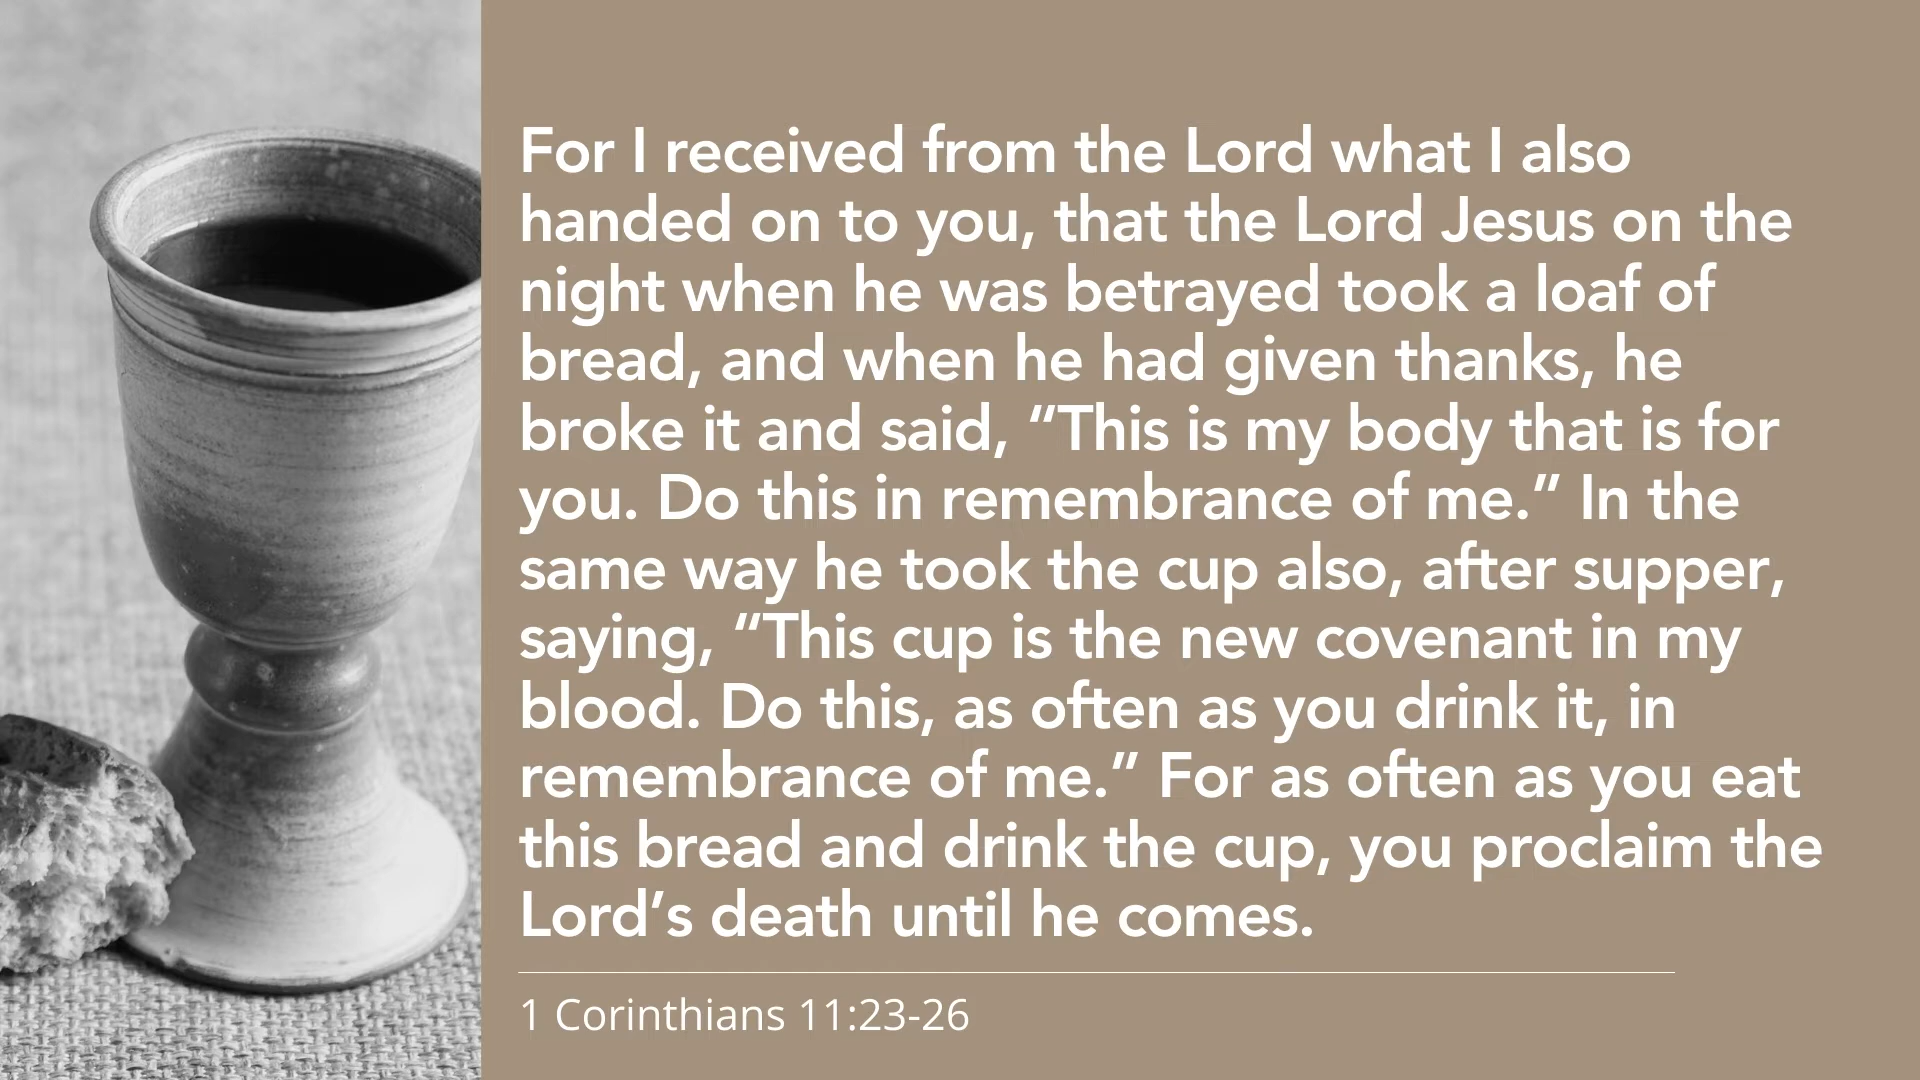 For I received from the Lord what I also
handed on to you, that the Lord Jesus on the
night when he was betrayed took a loaf of
bread, and when he had given thanks, he
broke it and said, “This is my body that is for
you. Do this in remembrance of me.” In the
same way he took the cup also, after supper,
saying, “This cup is the new covenant in my
blood. Do this, as often as you drink it, in
remembrance of me.” For as often as you eat
this bread and drink the cup, you proclaim the
Lord’s death until he comes.
1 Corinthians 11:23-26